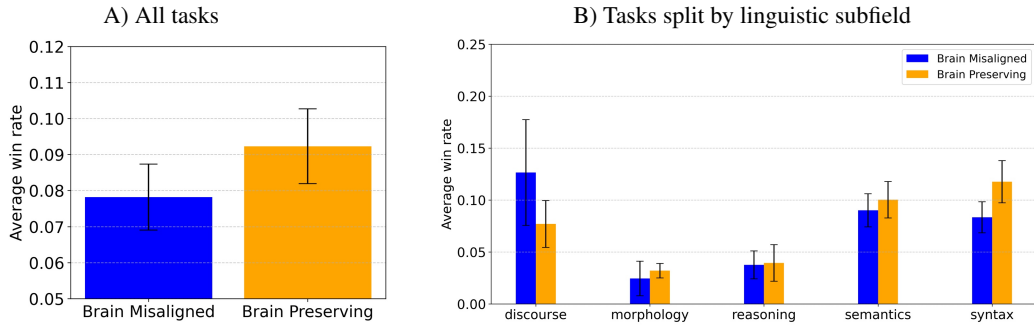 A) All tasks
0.12
0.11
0.10
0.09
0.08
0.07
0.06
0.05
Average win rate
Brain Misaligned Brain Preserving
B) Tasks split by linguistic subfield
0.25
0.20
0.15
0.10
0.05
0.00
Average win rate
Brain Misaligned
Brain Preserving
discourse morphology reasoning semantics syntax